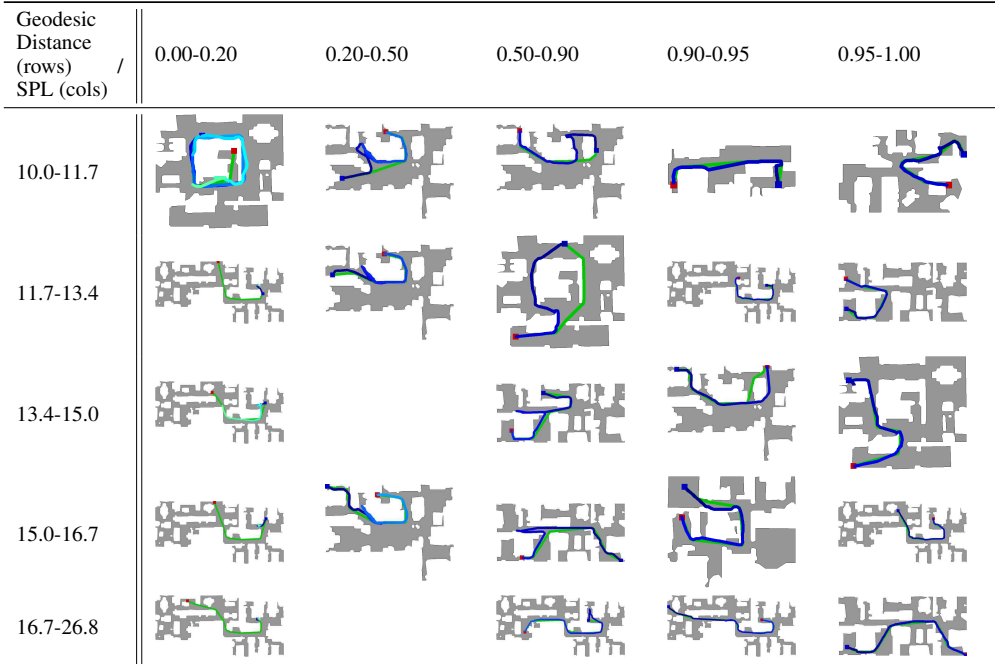 Geodesic
Distance
(rows) /
SPL (cols)
0.00-0.20
0.20-0.50
0.50-0.90
0.90-0.95
0.95-1.00
10.0-11.7
11.7-13.4
13.4-15.0
15.0-16.7
16.7-26.8